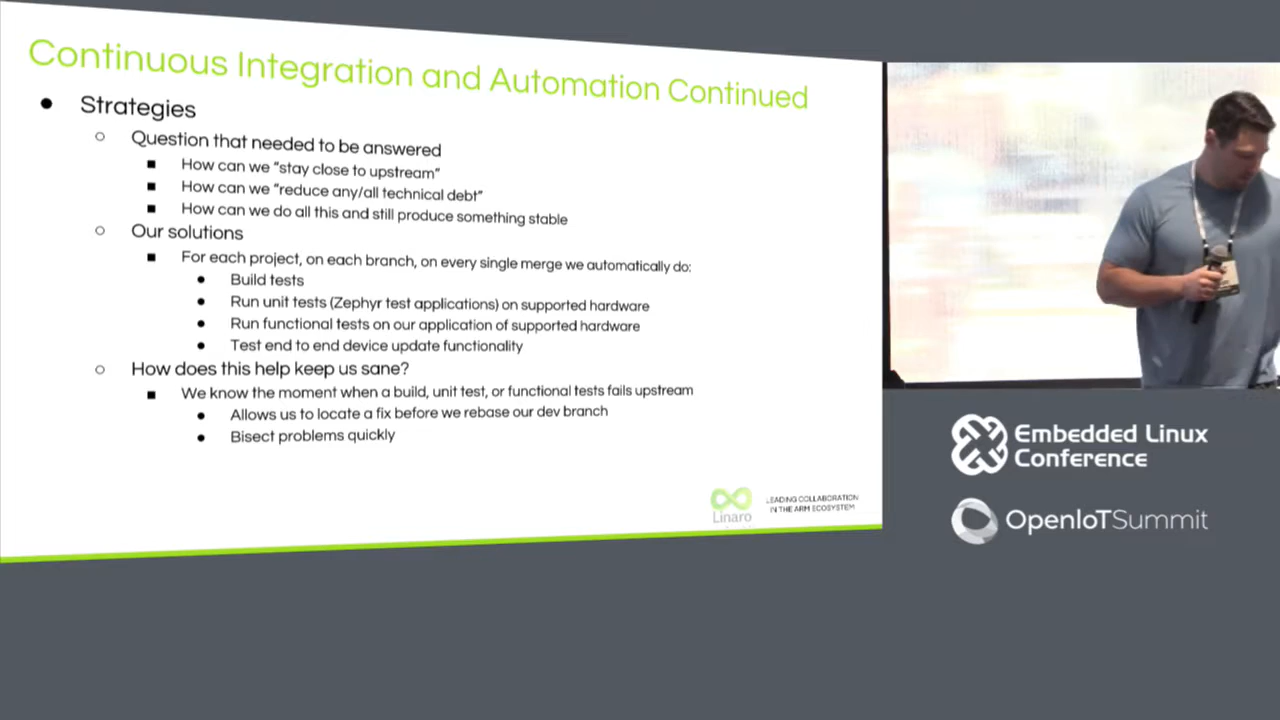 Continuous Integration and Automation Continued
● Strategies
○ Question that needed to be answered
■ How can we "stay close to upstream"
■ How can we "reduce any/all technical debt"
■ How can we do all this and still produce something stable
○ Our solutions
■ For each project, on each branch, on every single merge we automatically do:
● Build tests
● Run unit tests (Zephyr test applications) on supported hardware
● Run functional tests on our application of supported hardware
● Test end to end device update functionality
○ How does this help keep us sane?
■ We know the moment when a build, unit test, or functional tests fails upstream
● Allows us to locate a fix before we rebase our dev branch
● Bisect problems quickly
Linaro
LEADING COLLABORATION
IN THE ARM ECOSYSTEM
Embedded Linux
Conference
OpenIoTSummit